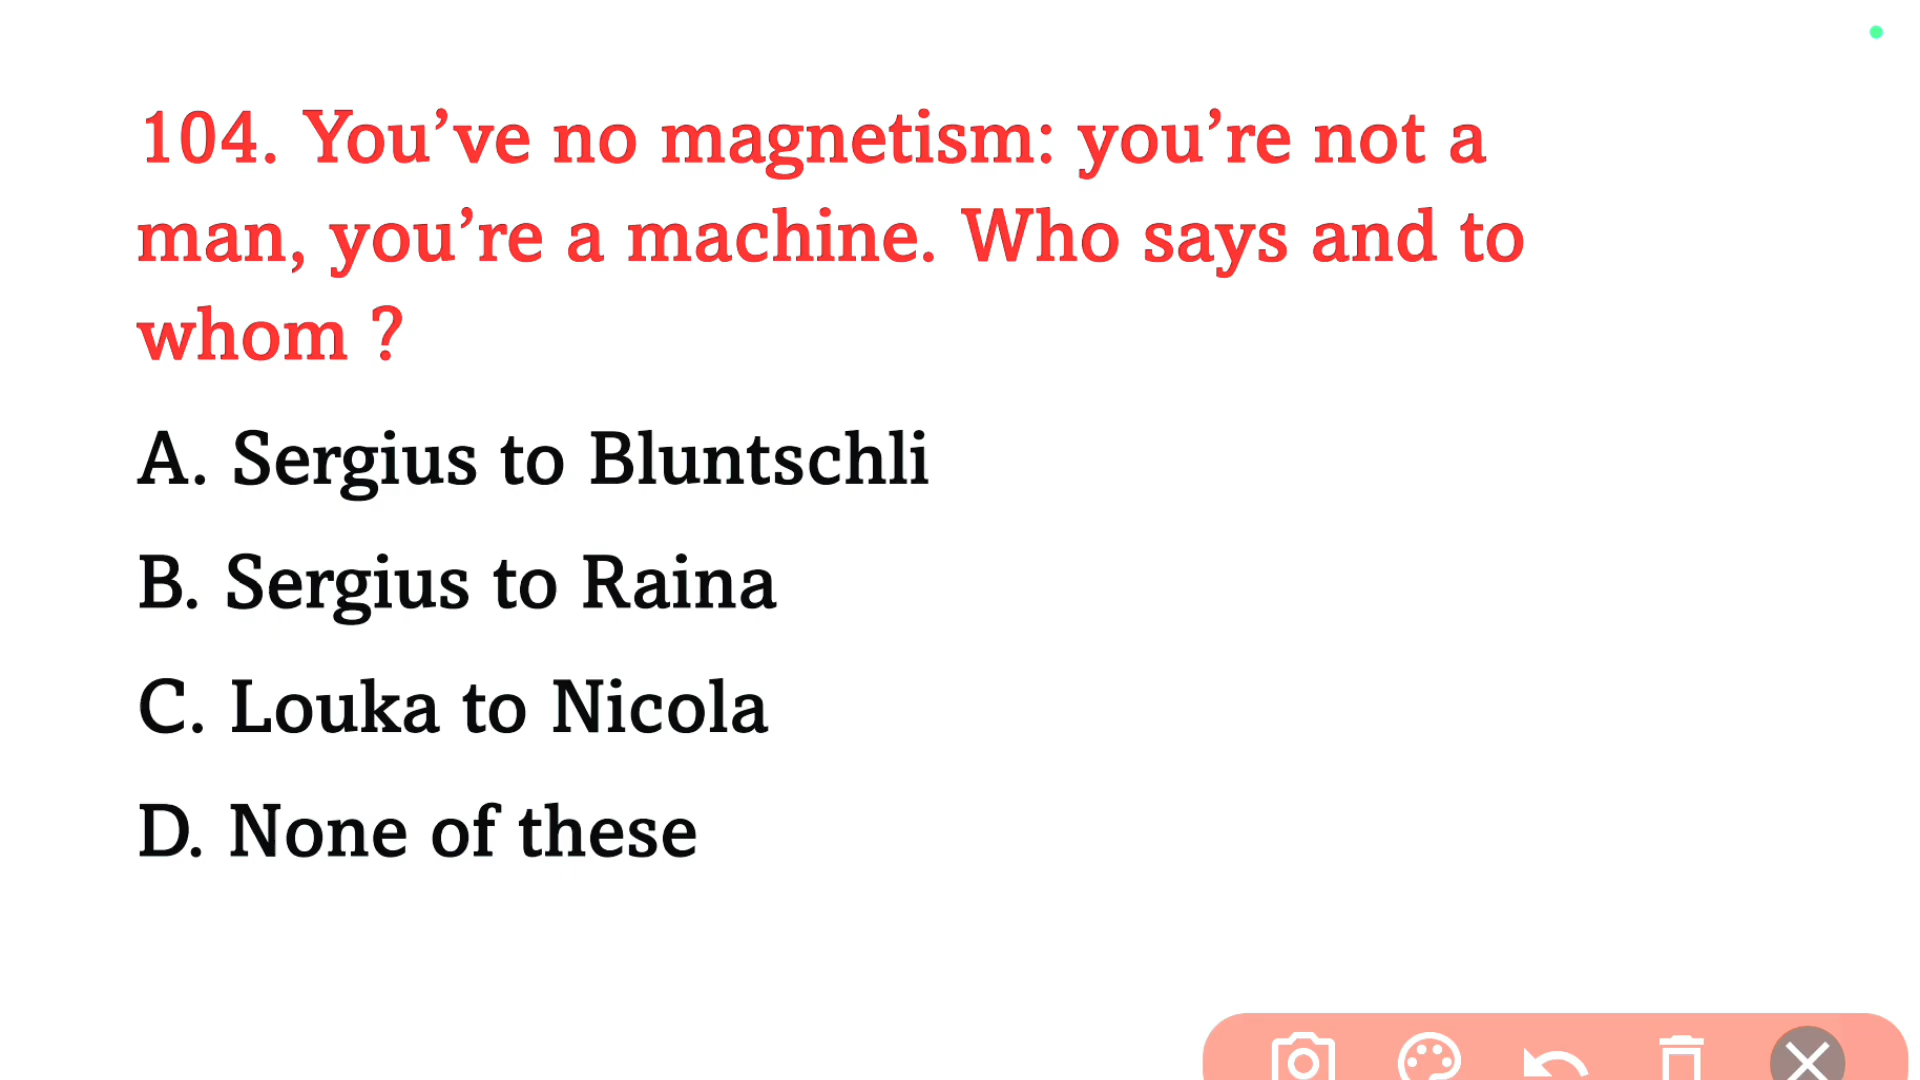 104. You’ve no magnetism: you’re not a
man, you’re a machine. Who says and to
whom ?
A. Sergius to Bluntschli
B. Sergius to Raina
C. Louka to Nicola
D. None of these